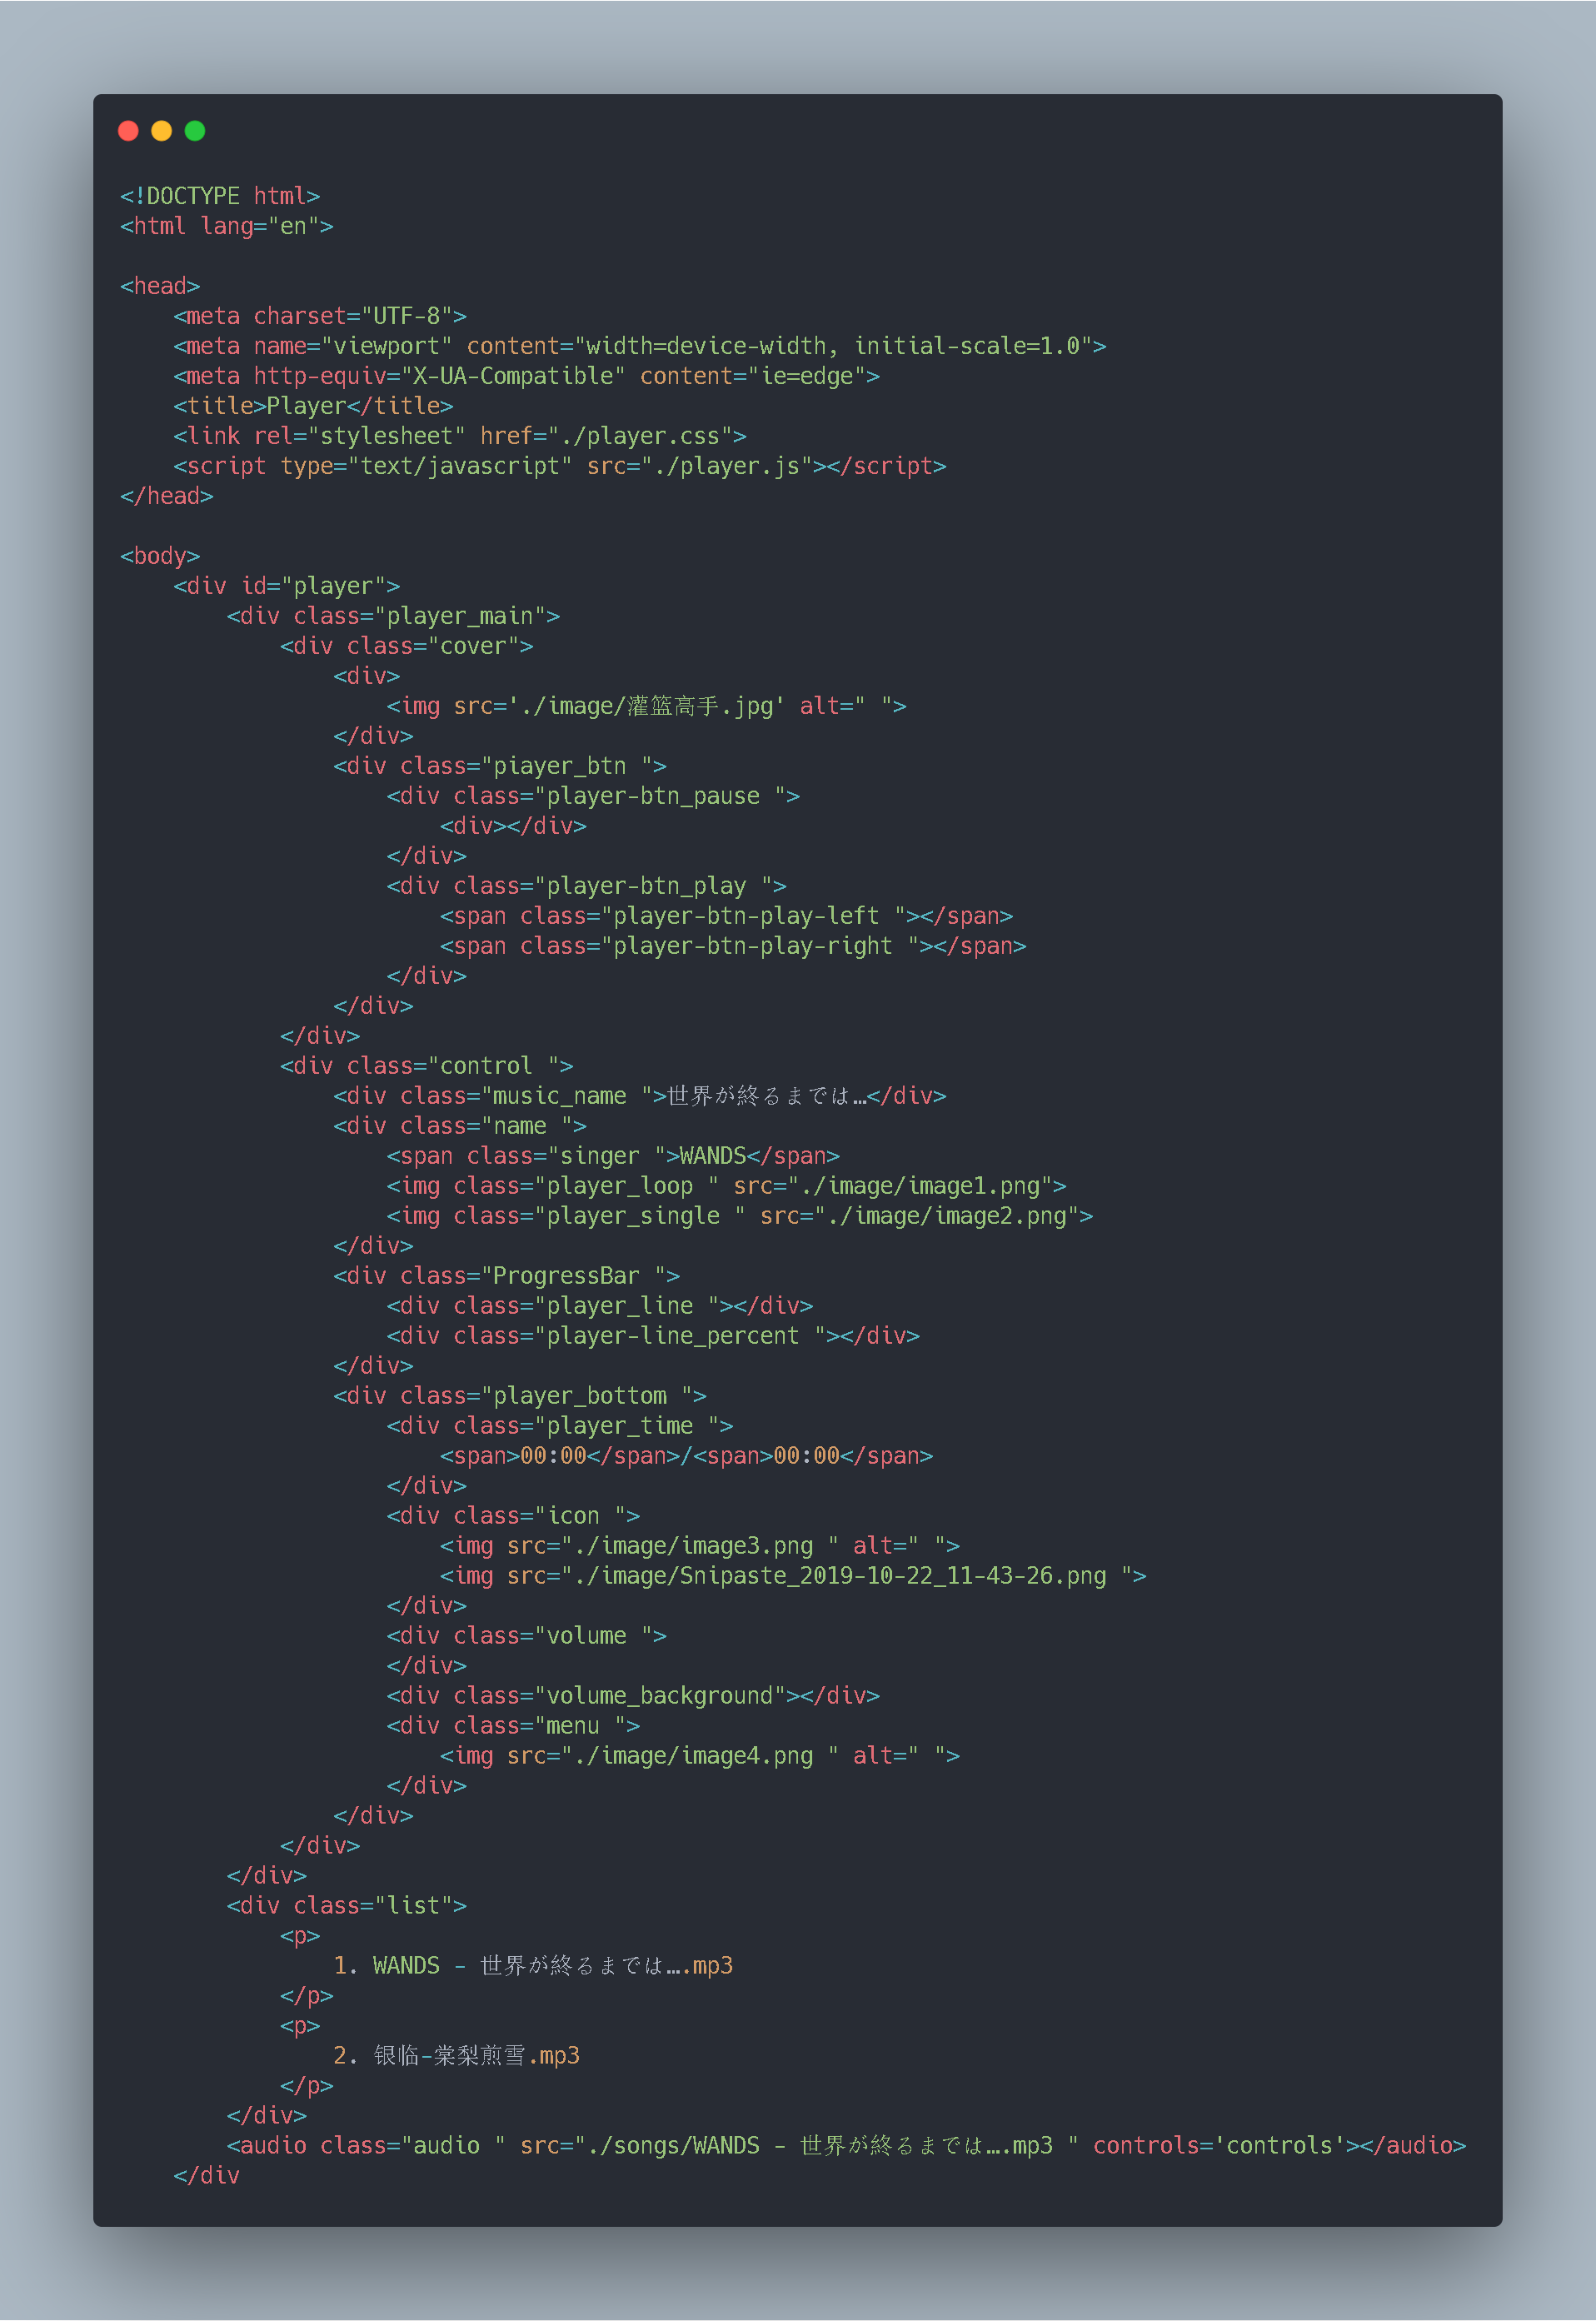 <!DOCTYPE html>
<html lang="en">
<head>
<meta charset="UTF-8">
<meta name="viewport" content="width=device-width, initial-scale=1.0">
<meta http-equiv="X-UA-Compatible" content="ie=edge">
<title>Player</title>
<link rel="stylesheet" href="./player.css">
<script type="text/javascript" src="./player.js"></script>
</head>
<body>
<div id="player">
<div class="player_main">
<div class="cover">
<div>
<img src='./image/灌篮高手.jpg' alt=" ">
</div>
<div class="piayer_btn ">
<div class="player-btn_pause ">
<div></div>
</div>
<div class="player-btn_play ">
<span class="player-btn-play-left "></span>
<span class="player-btn-play-right "></span>
</div>
</div>
</div>
<div class="control ">
<div class="music_name ">世界が終るまでは…</div>
<div class="name ">
<span class="singer ">WANDS</span>
<img class="player_loop " src="./image/image1.png">
<img class="player_single " src="./image/image2.png">
</div>
<div class="ProgressBar ">
<div class="player_line "></div>
<div class="player-line_percent "></div>
</div>
<div class="player_bottom ">
<div class="player_time ">
<span>00:00</span>/<span>00:00</span>
</div>
<div class="icon ">
<img src="./image/image3.png " alt=" ">
<img src="./image/Snipaste_2019-10-22_11-43-26.png ">
</div>
<div class="volume ">
</div>
<div class="volume_background"></div>
<div class="menu ">
<img src="./image/image4.png " alt=" ">
</div>
</div>
</div>
</div>
<div class="list">
<p>
1. WANDS - 世界が終るまでは….mp3
</p>
<p>
2. 银临-棠梨煎雪.mp3
</p>
</div>
<audio class="audio " src="./songs/WANDS - 世界が終るまでは….mp3 " controls='controls'></audio>
</div